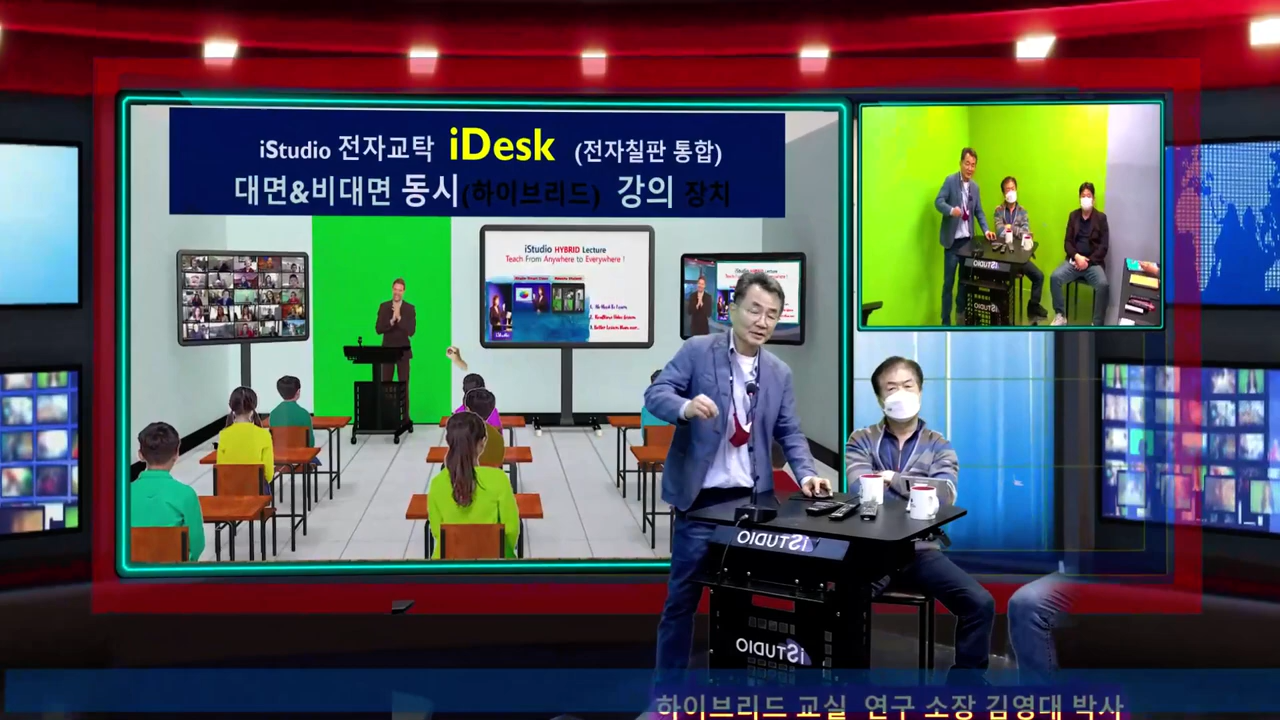 iStudio 전자교탁 iDesk (전자칠판 통합)
대면&비대면 동시(하이브리드) 강의 장치
iStudio HYBRID Lecture
Teach From Anywhere to Everywhere !
iSTUDIO
iSTUDIO
iSTUDIO
iSTUDIO
하이브리드 교실 연구 소장 김영대 박사